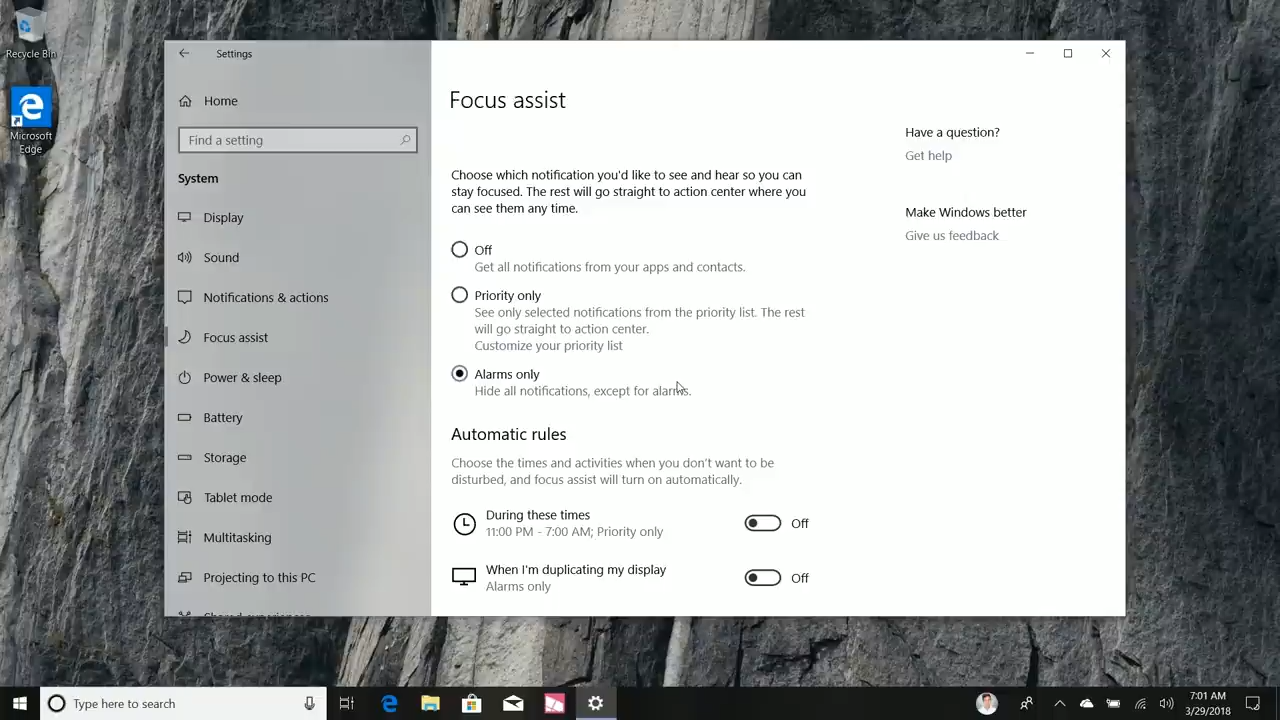 Recycle Bin
Microsoft
Edge
Settings
Home
Find a setting
System
Display
Sound
Notifications & actions
Focus assist
Power & sleep
Battery
Storage
Tablet mode
Multitasking
Projecting to this PC
Shared experiences
Focus assist
Choose which notification you'd like to see and hear so you can
stay focused. The rest will go straight to action center where you
can see them any time.
Off
Get all notifications from your apps and contacts.
Priority only
See only selected notifications from the priority list. The rest
will go straight to action center.
Customize your priority list
Alarms only
Hide all notifications, except for alarms.
Automatic rules
Choose the times and activities when you don't want to be
disturbed, and focus assist will turn on automatically.
During these times
11:00 PM - 7:00 AM; Priority only
Off
When I'm duplicating my display
Alarms only
Off
Have a question?
Get help
Make Windows better
Give us feedback
Type here to search
7:01 AM
3/29/2018